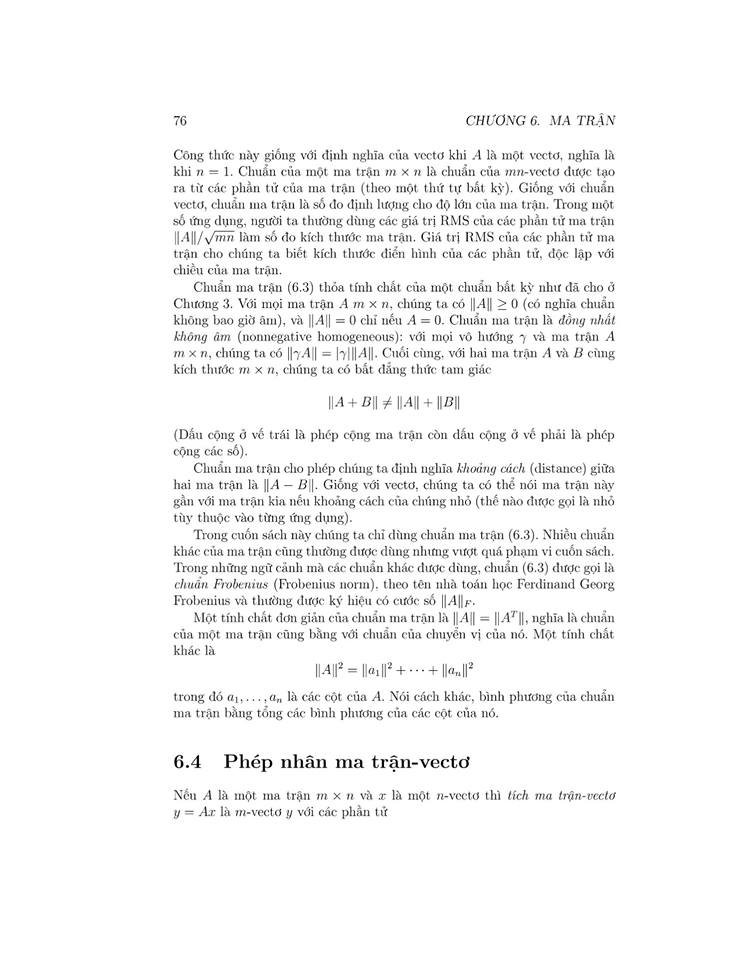 76 CHƯƠNG 6. MA TRẬN
Công thức này giống với định nghĩa của vectơ khi A là một vectơ, nghĩa là
khi n = 1. Chuẩn của một ma trận m × n là chuẩn của mn-vectơ được tạo
ra từ các phần tử của ma trận (theo một thứ tự bất kỳ). Giống với chuẩn
vectơ, chuẩn ma trận là số đo định lượng cho độ lớn của ma trận. Trong một
số ứng dụng, người ta thường dùng các giá trị RMS của các phần tử ma trận
‖A‖/√mn làm số đo kích thước ma trận. Giá trị RMS của các phần tử ma
trận cho chúng ta biết kích thước điển hình của các phần tử, độc lập với
chiều của ma trận.
Chuẩn ma trận (6.3) thỏa tính chất của một chuẩn bất kỳ như đã cho ở
Chương 3. Với mọi ma trận A m × n, chúng ta có ‖A‖ ≥ 0 (có nghĩa chuẩn
không bao giờ âm), và ‖A‖ = 0 chỉ nếu A = 0. Chuẩn ma trận là đồng nhất
không âm (nonnegative homogeneous): với mọi vô hướng γ và ma trận A
m × n, chúng ta có ‖γA‖ = |γ|‖A‖. Cuối cùng, với hai ma trận A và B cùng
kích thước m × n, chúng ta có bất đẳng thức tam giác
‖A + B‖ ≠ ‖A‖ + ‖B‖
(Dấu cộng ở vế trái là phép cộng ma trận còn dấu cộng ở vế phải là phép
cộng các số).
Chuẩn ma trận cho phép chúng ta định nghĩa khoảng cách (distance) giữa
hai ma trận là ‖A − B‖. Giống với vectơ, chúng ta có thể nói ma trận này
gần với ma trận kia nếu khoảng cách của chúng nhỏ (thế nào được gọi là nhỏ
tùy thuộc vào từng ứng dụng).
Trong cuốn sách này chúng ta chỉ dùng chuẩn ma trận (6.3). Nhiều chuẩn
khác của ma trận cũng thường được dùng nhưng vượt quá phạm vi cuốn sách.
Trong những ngữ cảnh mà các chuẩn khác được dùng, chuẩn (6.3) được gọi là
chuẩn Frobenius (Frobenius norm), theo tên nhà toán học Ferdinand Georg
Frobenius và thường được ký hiệu có cước số ‖A‖F.
Một tính chất đơn giản của chuẩn ma trận là ‖A‖ = ‖Aᵀ‖, nghĩa là chuẩn
của một ma trận cũng bằng với chuẩn của chuyển vị của nó. Một tính chất
khác là
‖A‖² = ‖a₁‖² + ··· + ‖aₙ‖²
trong đó a₁, . . . , aₙ là các cột của A. Nói cách khác, bình phương của chuẩn
ma trận bằng tổng các bình phương của các cột của nó.
6.4 Phép nhân ma trận-vectơ
Nếu A là một ma trận m × n và x là một n-vectơ thì tích ma trận-vectơ
y = Ax là m-vectơ y với các phần tử